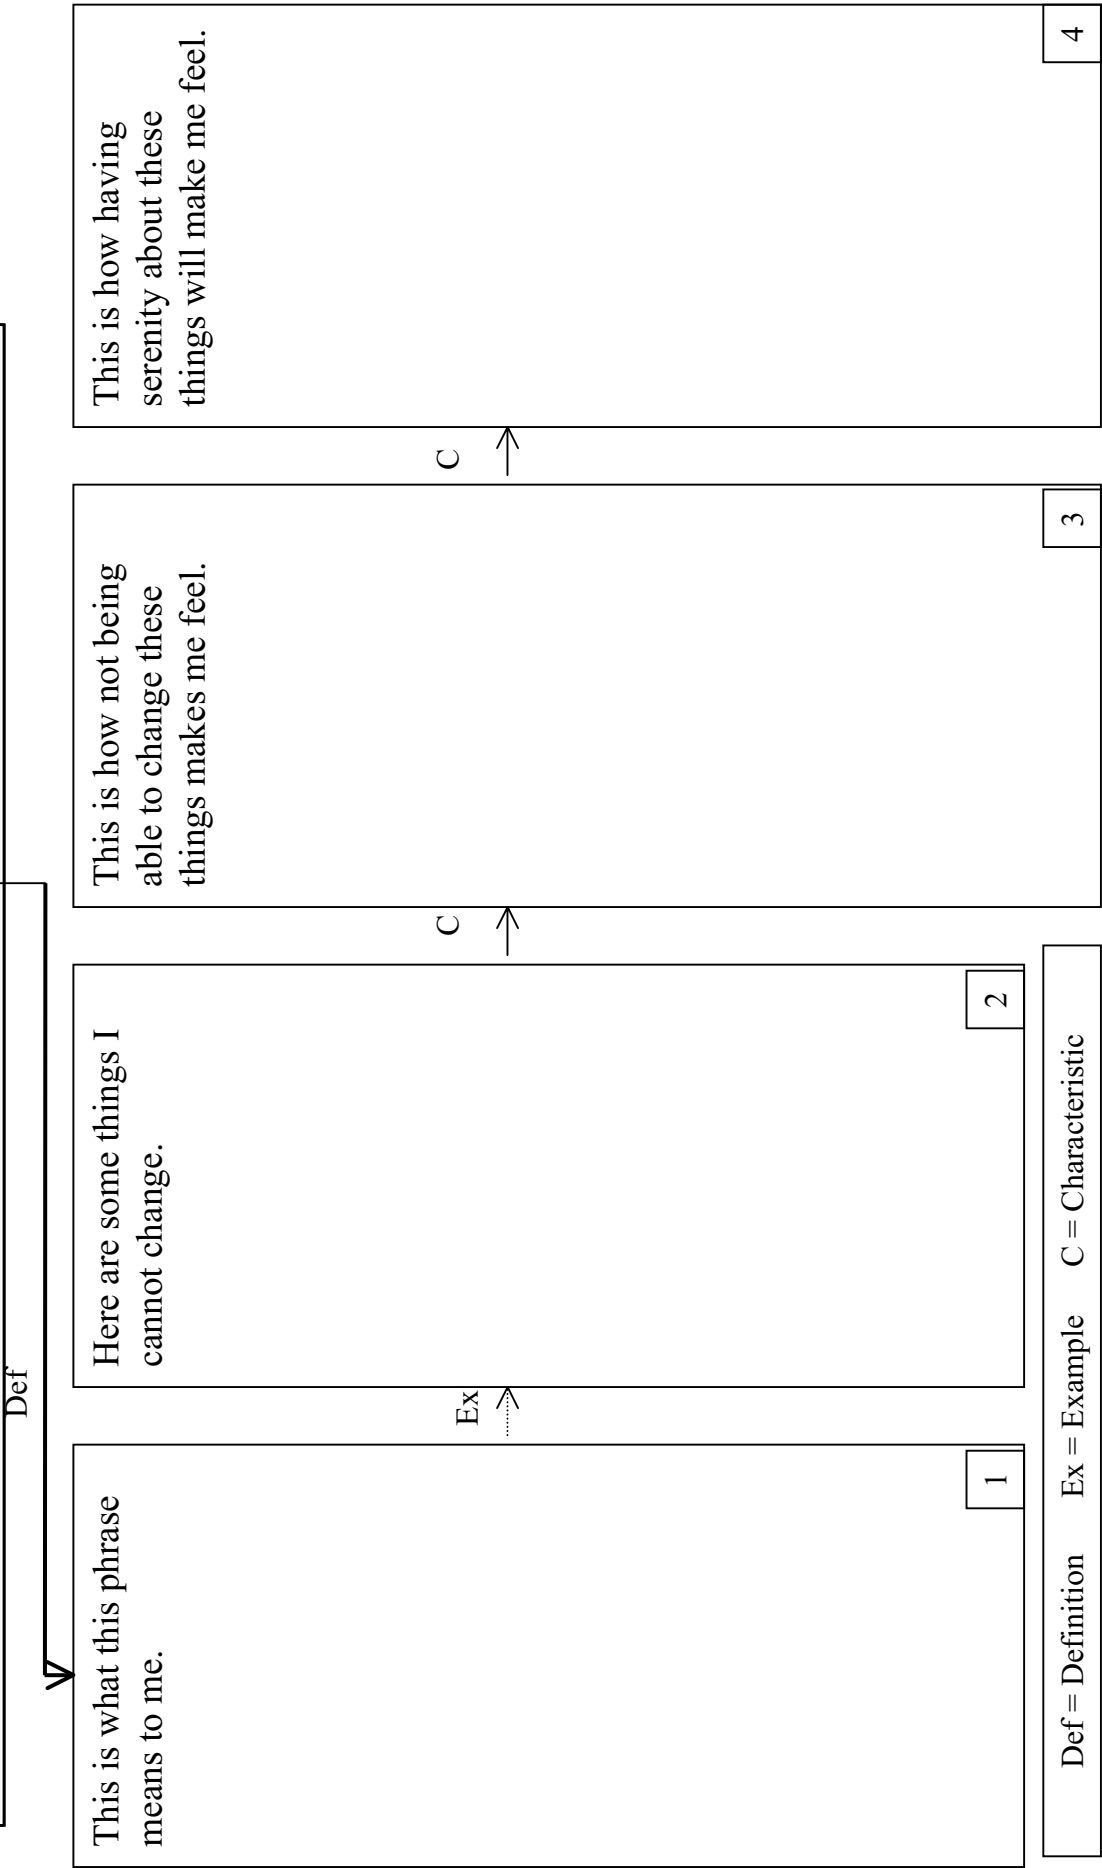 Def
This is what this phrase
means to me.
1
Ex
Here are some things I
cannot change.
2
C
This is how not being
able to change these
things makes me feel.
3
C
This is how having
serenity about these
things will make me feel.
4
Def = Definition Ex = Example C = Characteristic